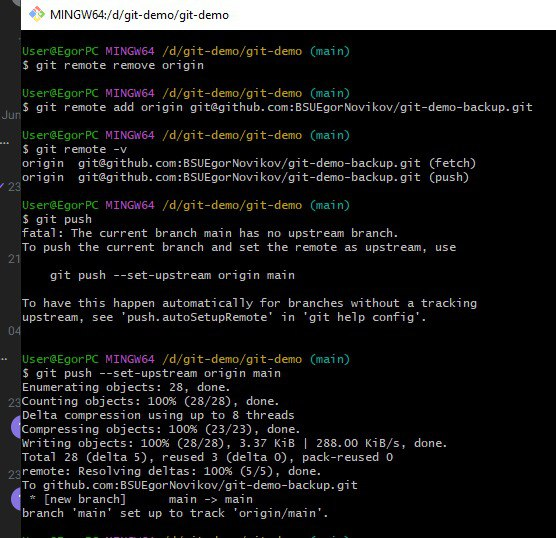 MINGW64:/d/git-demo/git-demo
User@EgorPC MINGW64 /d/git-demo/git-demo (main)
$ git remote remove origin
User@EgorPC MINGW64 /d/git-demo/git-demo (main)
$ git remote add origin git@github.com:BSUEgorNovikov/git-demo-backup.git
Jun
User@EgorPC MINGW64 /d/git-demo/git-demo (main)
$ git remote -v
origin  git@github.com:BSUEgorNovikov/git-demo-backup.git (fetch)
origin  git@github.com:BSUEgorNovikov/git-demo-backup.git (push)
23
User@EgorPC MINGW64 /d/git-demo/git-demo (main)
$ git push
fatal: The current branch main has no upstream branch.
To push the current branch and set the remote as upstream, use
21
    git push --set-upstream origin main
To have this happen automatically for branches without a tracking
upstream, see 'push.autoSetupRemote' in 'git help config'.
04
User@EgorPC MINGW64 /d/git-demo/git-demo (main)
$ git push --set-upstream origin main
Enumerating objects: 28, done.
Counting objects: 100% (28/28), done.
23
Delta compression using up to 8 threads
Compressing objects: 100% (23/23), done.
Writing objects: 100% (28/28), 3.37 KiB | 288.00 KiB/s, done.
Total 28 (delta 5), reused 3 (delta 0), pack-reused 0
remote: Resolving deltas: 100% (5/5), done.
23
To github.com:BSUEgorNovikov/git-demo-backup.git
 * [new branch]      main -> main
branch 'main' set up to track 'origin/main'.